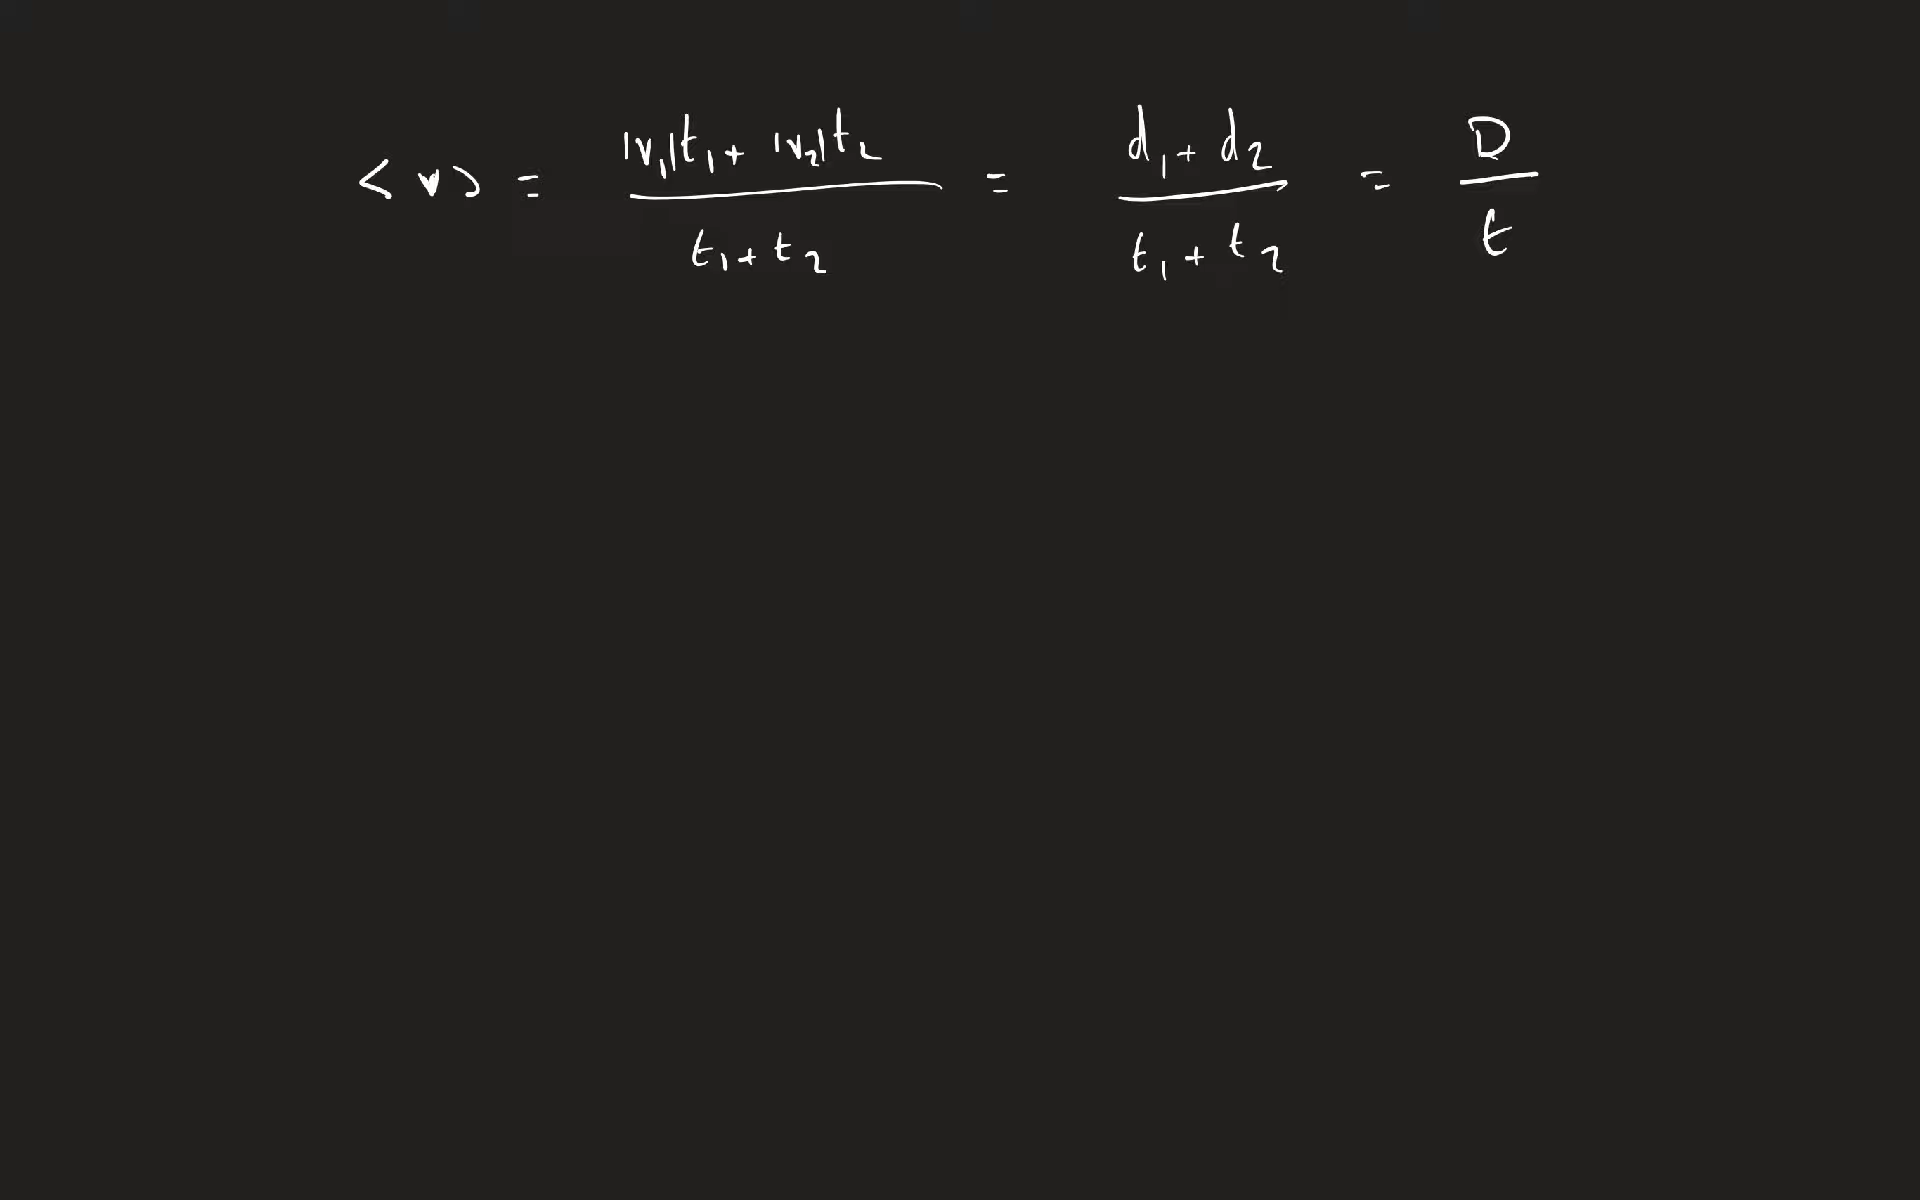 <v> = (|v₁|t₁ + |v₂|t₂)/(t₁ + t₂) = (d₁ + d₂)/(t₁ + t₂) = D/t